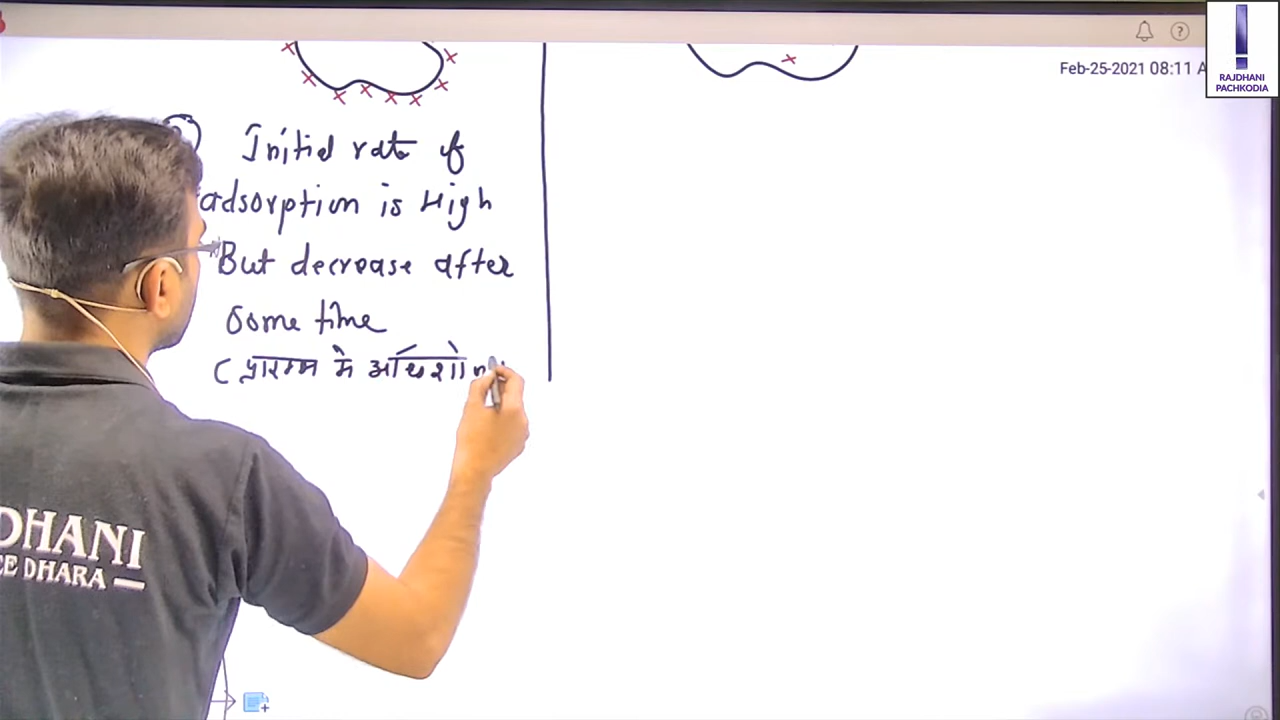 Feb-25-2021 08:11 A
RAJDHANI
PACHKODIA
Initial rate of
adsorption is High
But decrease after
some time
(प्रारम्भ में अधिशो
DHANI
CE DHARA